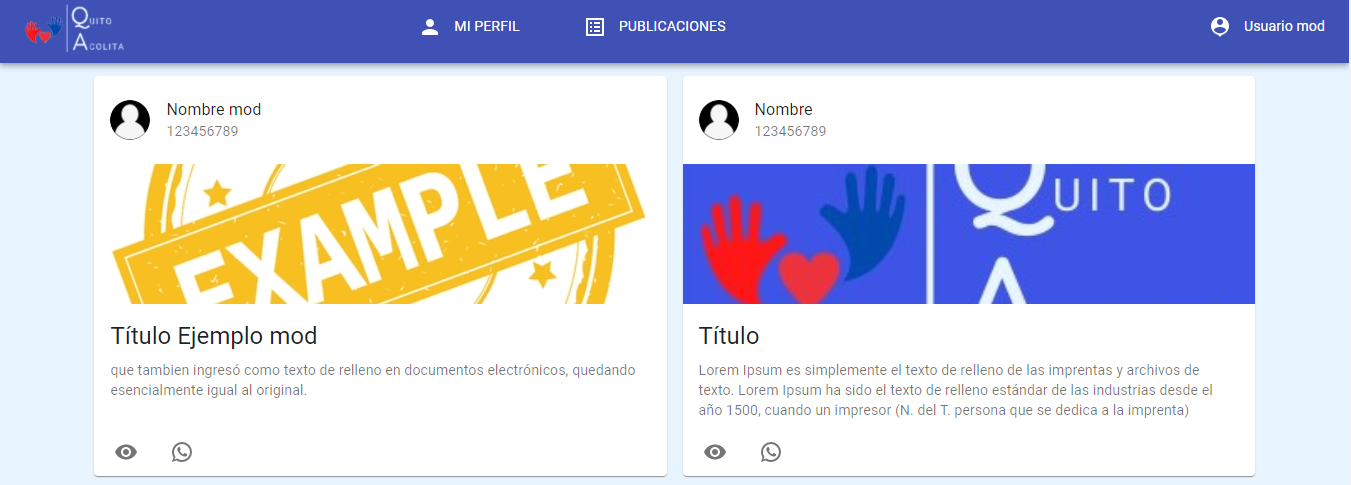 QUITO
ACOLITA
MI PERFIL
PUBLICACIONES
Usuario mod
Nombre mod
123456789
EXAMPLE
Título Ejemplo mod
que tambien ingresó como texto de relleno en documentos electrónicos, quedando
esencialmente igual al original.
Nombre
123456789
QUITO
A
Título
Lorem Ipsum es simplemente el texto de relleno de las imprentas y archivos de
texto. Lorem Ipsum ha sido el texto de relleno estándar de las industrias desde el
año 1500, cuando un impresor (N. del T. persona que se dedica a la imprenta)